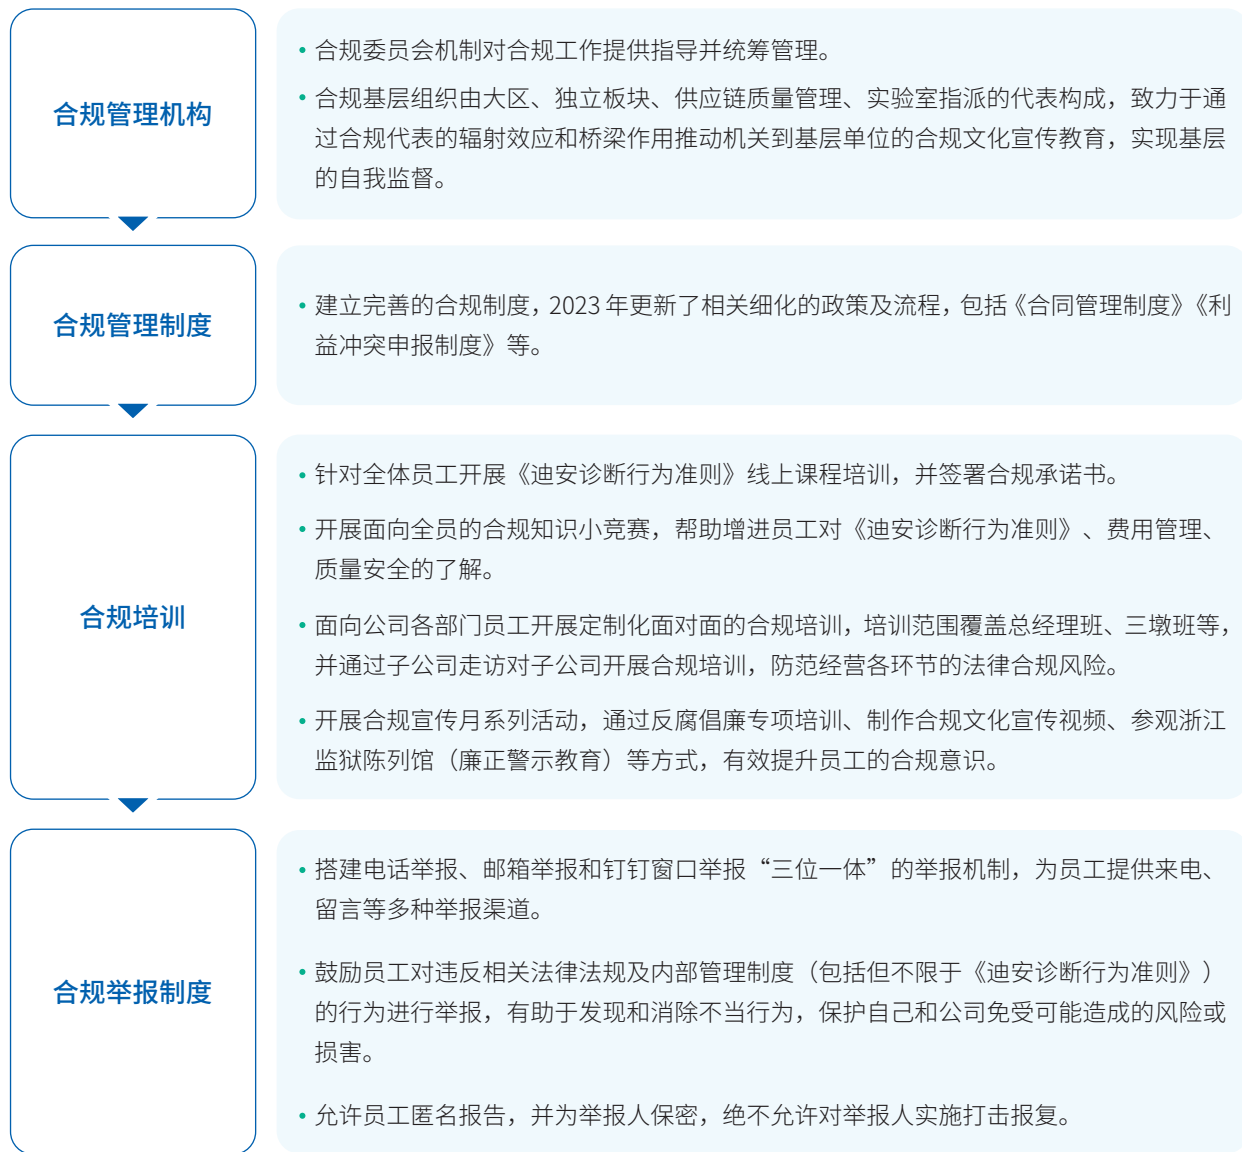 合规管理机构
• 合规委员会机制对合规工作提供指导并统筹管理。
• 合规基层组织由大区、独立板块、供应链质量管理、实验室指派的代表构成，致力于通
过合规代表的辐射效应和桥梁作用推动机关到基层单位的合规文化宣传教育，实现基层
的自我监督。
合规管理制度
• 建立完善的合规制度，2023 年更新了相关细化的政策及流程，包括《合同管理制度》《利
益冲突申报制度》等。
合规培训
• 针对全体员工开展《迪安诊断行为准则》线上课程培训，并签署合规承诺书。
• 开展面向全员的合规知识小竞赛，帮助增进员工对《迪安诊断行为准则》、费用管理、
质量安全的了解。
• 面向公司各部门员工开展定制化面对面的合规培训，培训范围覆盖总经理班、三墩班等，
并通过子公司走访对子公司开展合规培训，防范经营各环节的法律合规风险。
• 开展合规宣传月系列活动，通过反腐倡廉专项培训、制作合规文化宣传视频、参观浙江
监狱陈列馆（廉正警示教育）等方式，有效提升员工的合规意识。
合规举报制度
• 搭建电话举报、邮箱举报和钉钉窗口举报“三位一体”的举报机制，为员工提供来电、
留言等多种举报渠道。
• 鼓励员工对违反相关法律法规及内部管理制度（包括但不限于《迪安诊断行为准则》）
的行为进行举报，有助于发现和消除不当行为，保护自己和公司免受可能造成的风险或
损害。
• 允许员工匿名报告，并为举报人保密，绝不允许对举报人实施打击报复。